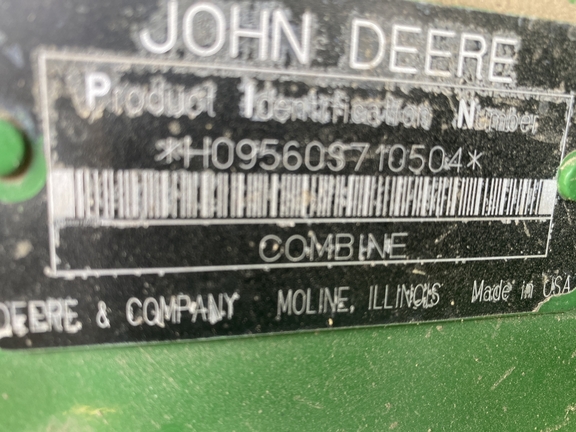 JOHN DEERE
Product Identification Number
*H09560S710504*
COMBINE
DEERE & COMPANY MOLINE, ILLINOIS Made in USA